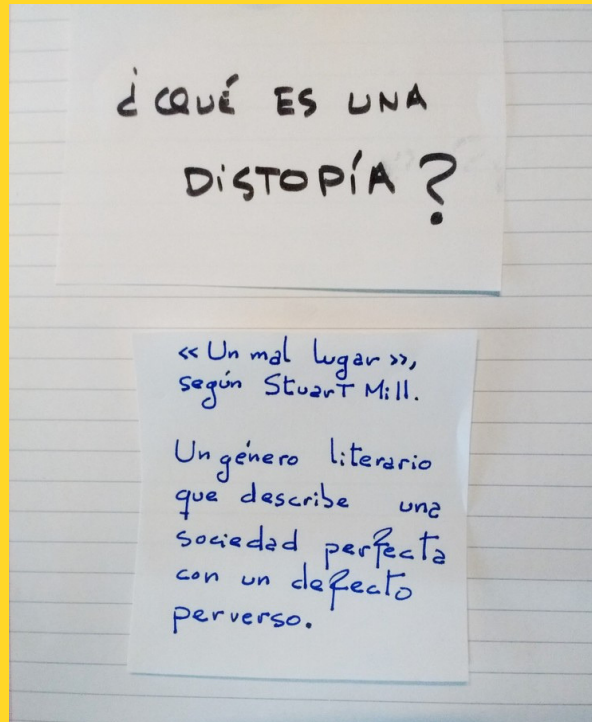 ¿QUÉ ES UNA
DISTOPÍA?
«Un mal lugar»,
según Stuart Mill.
Un género literario
que describe una
sociedad perfecta
con un defecto
perverso.